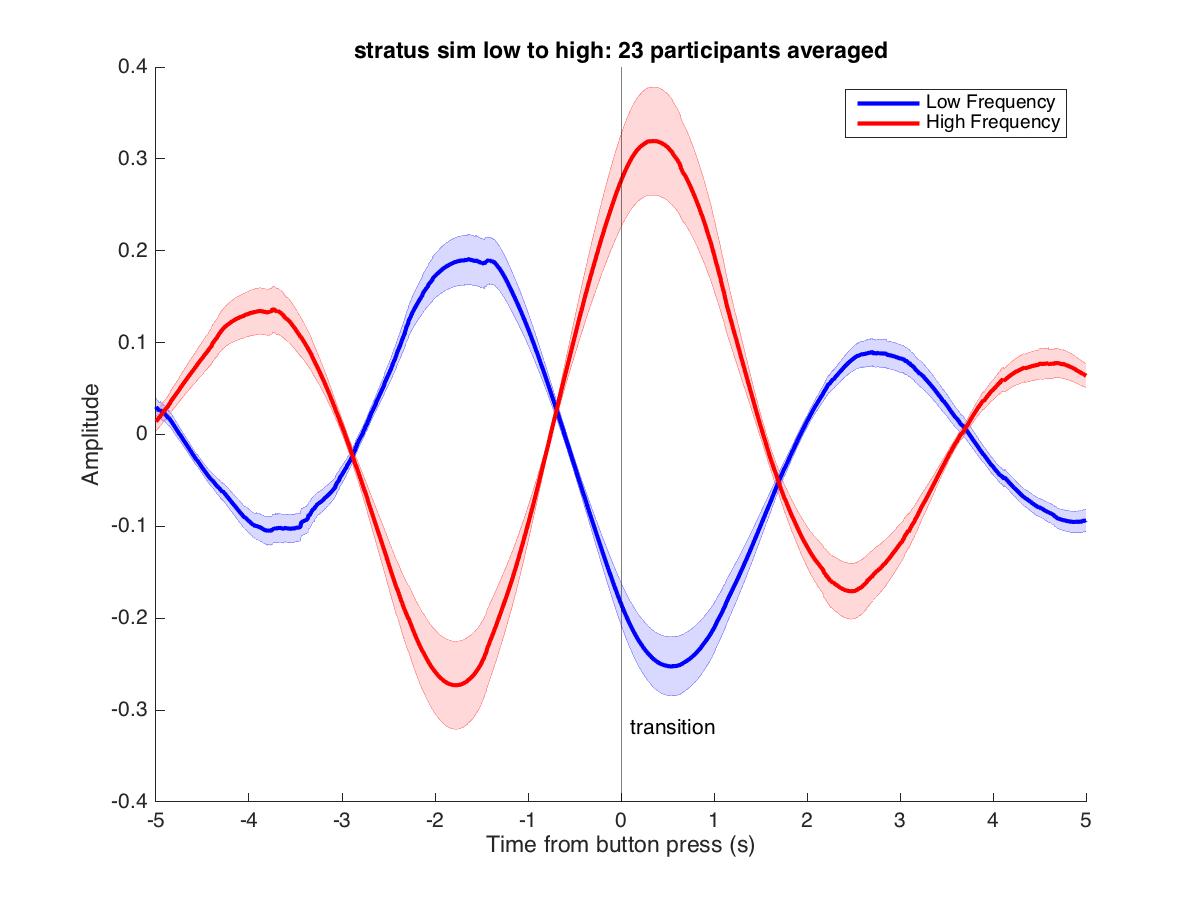 stratus sim low to high: 23 participants averaged
Low Frequency
High Frequency
0.4
0.3
0.2
0.1
0
-0.1
-0.2
-0.3
-0.4
Amplitude
transition
-5 -4 -3 -2 -1 0 1 2 3 4 5
Time from button press (s)